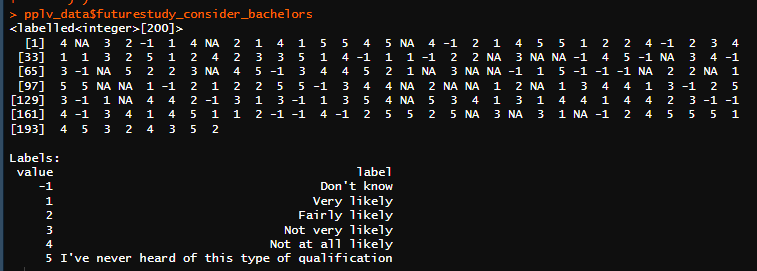 > pplv_data$futurestudy_consider_bachelors
<labelled<integer>[200]>
[1] 4 NA 3 2 -1 1 4 NA 2 1 4 1 5 5 4 5 NA 4 -1 2 1 4 5 5 1 2 2 4 -1 2 3 4
[33] 1 1 3 2 5 1 2 4 2 3 3 5 1 4 -1 1 1 -1 2 2 NA 3 NA NA -1 4 5 -1 NA 3 4 -1
[65] 3 -1 NA 5 2 2 3 NA 4 5 -1 3 4 4 5 2 1 NA 3 NA NA -1 1 5 -1 -1 -1 NA 2 2 NA 1
[97] 5 5 NA NA 1 -1 2 1 2 2 5 5 -1 3 4 4 NA 2 NA NA 1 2 NA 1 3 4 4 1 3 -1 2 5
[129] 3 -1 1 NA 4 4 2 -1 3 1 3 -1 1 3 5 4 NA 5 3 4 1 3 1 4 4 1 4 4 2 3 -1 -1
[161] 4 -1 3 4 1 4 5 1 1 2 -1 -1 4 -1 2 5 5 2 5 NA 3 NA 3 1 NA -1 2 4 5 5 5 1
[193] 4 5 3 2 4 3 5 2
Labels:
value label
-1 Don't know
1 Very likely
2 Fairly likely
3 Not very likely
4 Not at all likely
5 I've never heard of this type of qualification